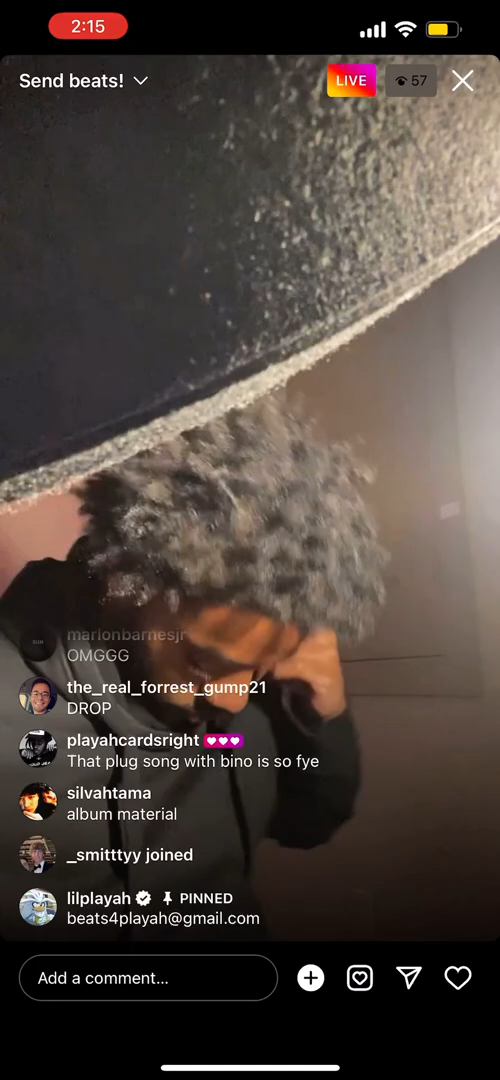 2:15
Send beats!
LIVE
57
marlonbarnesjr
OMGGG
the_real_forrest_gump21
DROP
playahcardsright
That plug song with bino is so fye
silvahtama
album material
_smitttyy joined
lilplayah PINNED
beats4playah@gmail.com
Add a comment...